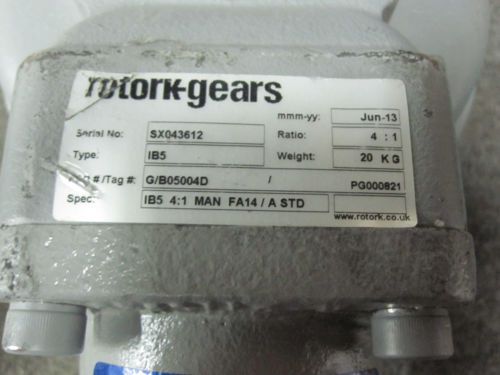 rotork-gears
mmm-yy: Jun-13
Serial No: SX043612 Ratio: 4 : 1
Type: IB5 Weight: 20 KG
#/Tag #: G/B05004D / PG000821
Spec: IB5 4:1 MAN FA14 / A STD
www.rotork.co.uk